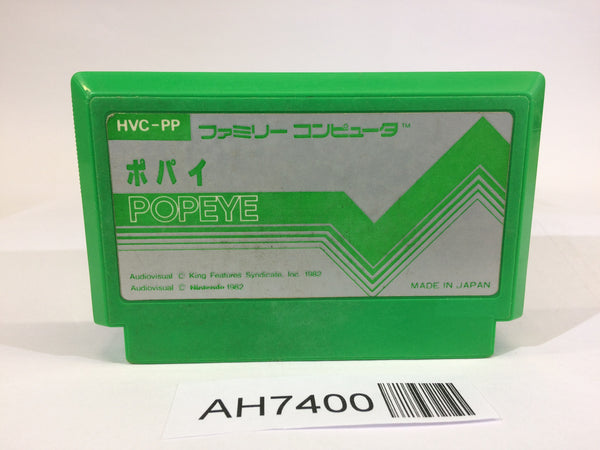 HVC-PP ファミリー コンピュータ™
ポパイ
POPEYE
Audiovisual © King Features Syndicate, Inc. 1982
Audiovisual © Nintendo 1982
MADE IN JAPAN
AH7400